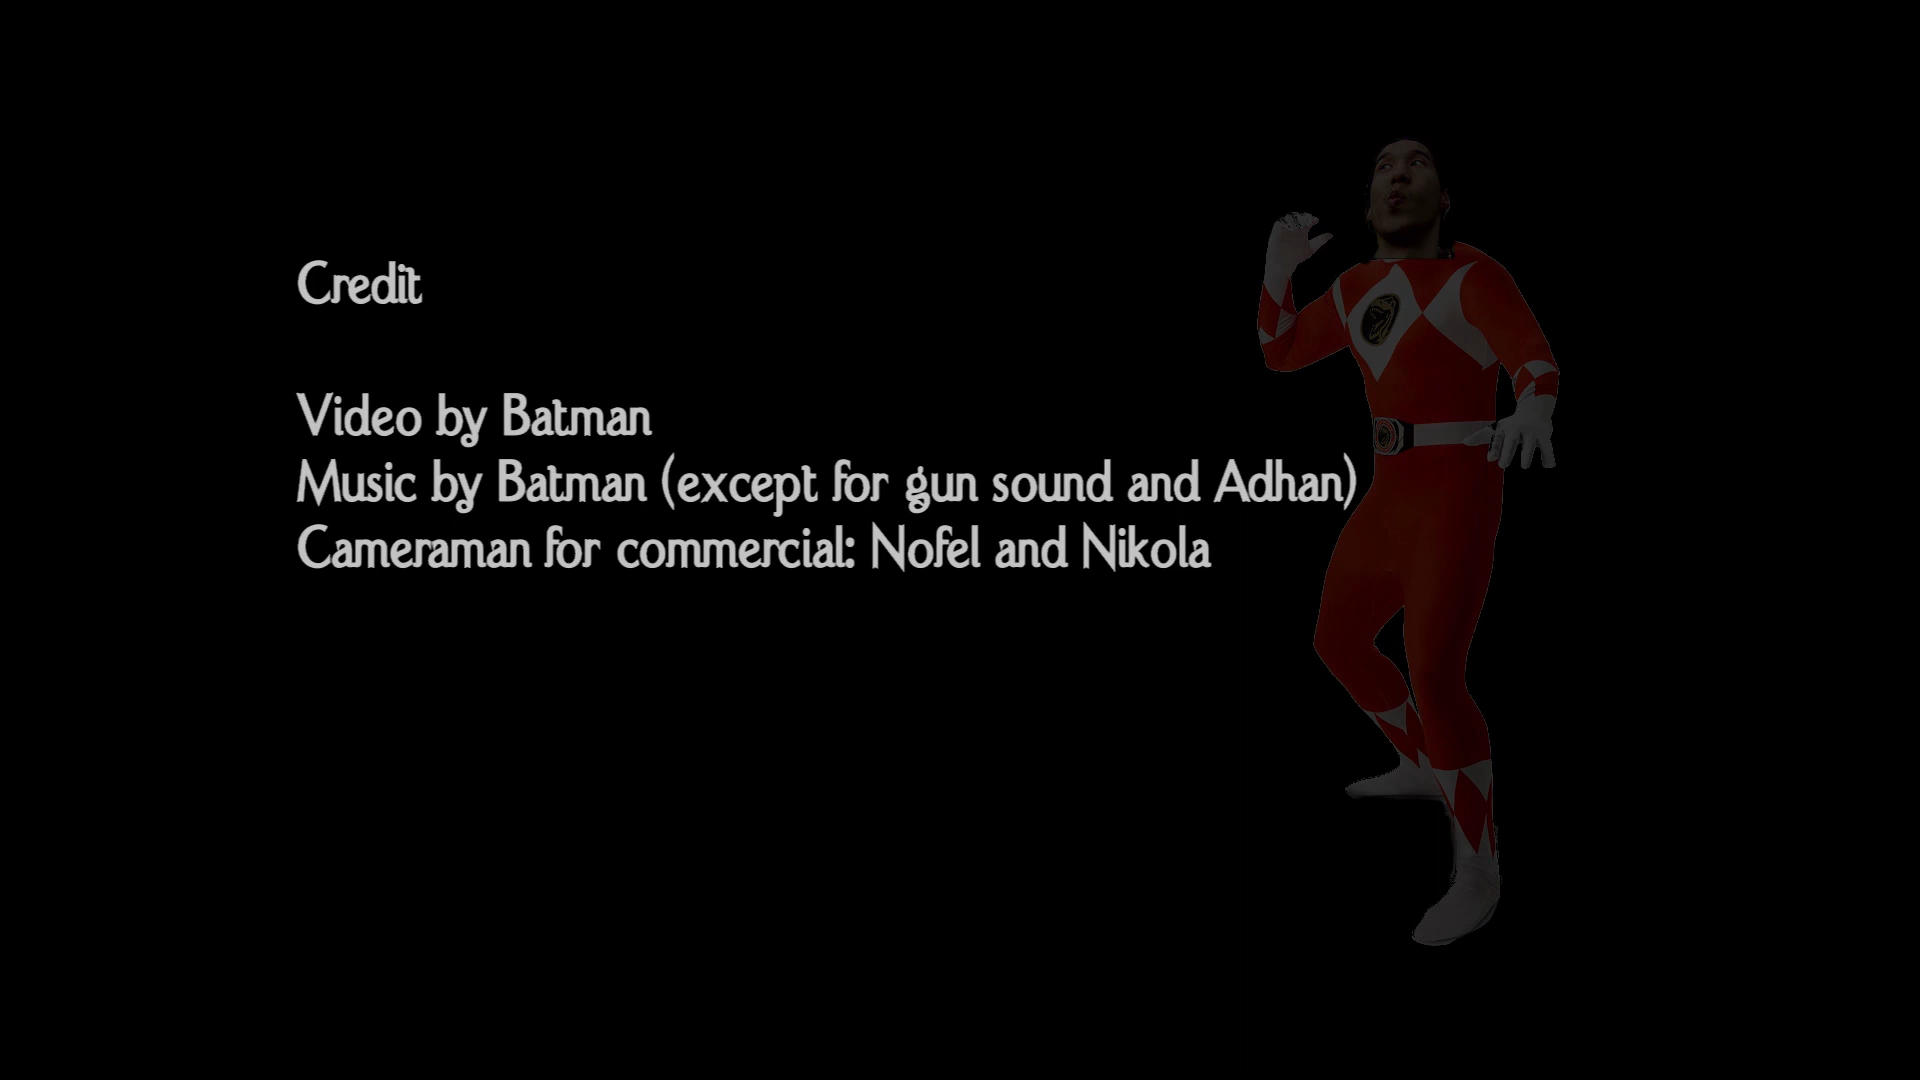 Credit
Video by Batman
Music by Batman (except for gun sound and Adhan)
Cameraman for commercial: Nofel and Nikola